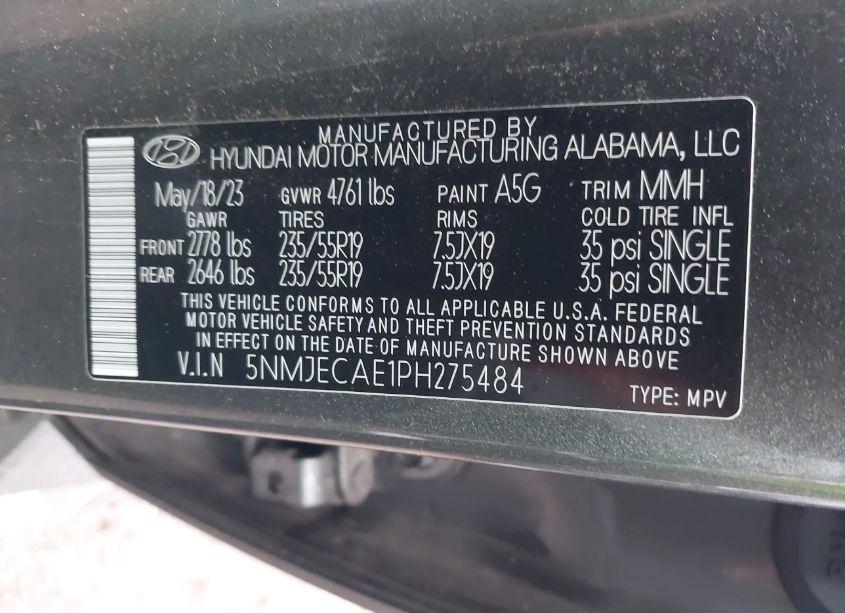 MANUFACTURED BY
HYUNDAI MOTOR MANUFACTURING ALABAMA, LLC
May/18/23 GVWR 4761 lbs PAINT A5G TRIM MMH
GAWR TIRES RIMS COLD TIRE INFL
FRONT 2778 lbs 235/55R19 7.5JX19 35 psi SINGLE
REAR 2646 lbs 235/55R19 7.5JX19 35 psi SINGLE
THIS VEHICLE CONFORMS TO ALL APPLICABLE U.S.A. FEDERAL
MOTOR VEHICLE SAFETY AND THEFT PREVENTION STANDARDS
IN EFFECT ON THE DATE OF MANUFACTURE SHOWN ABOVE
V.I.N 5NMJECAE1PH275484
TYPE: MPV